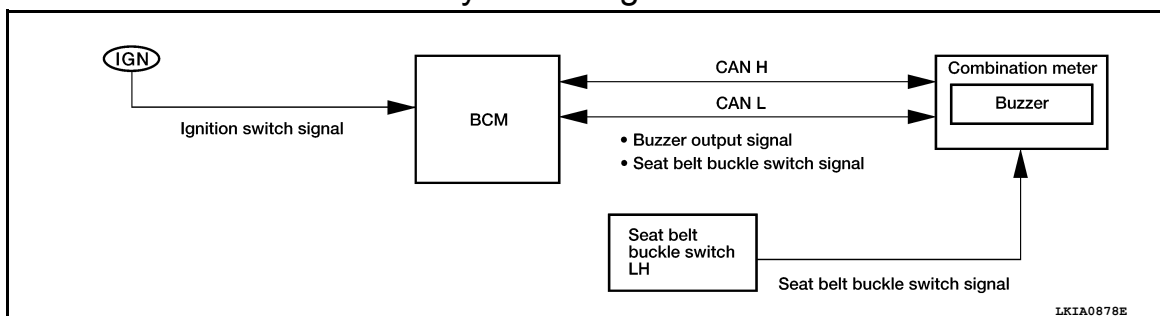 IGN
Ignition switch signal
BCM
CAN H
CAN L
• Buzzer output signal
• Seat belt buckle switch signal
Combination meter
Buzzer
Seat belt
buckle switch
LH
Seat belt buckle switch signal
LKIA0878E